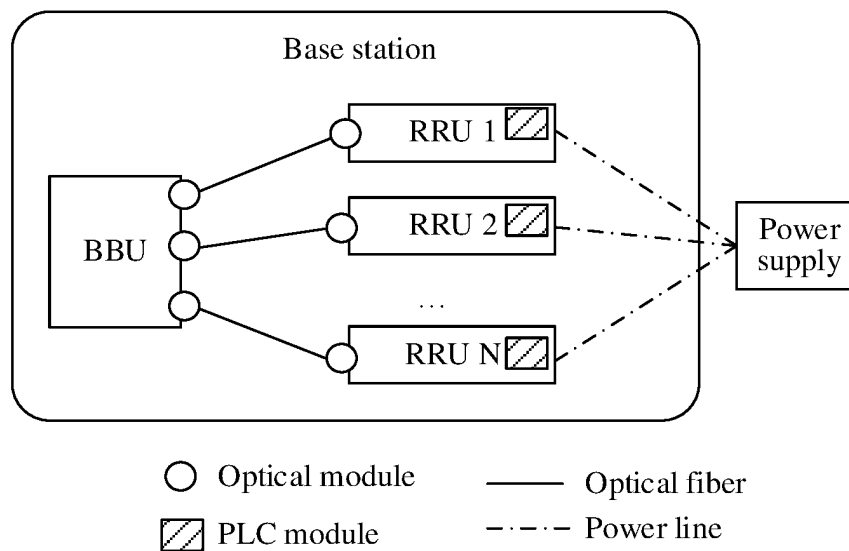 Base station
RRU 1
BBU
RRU 2
Power
supply
...
RRU N
Optical module
Optical fiber
PLC module
Power line